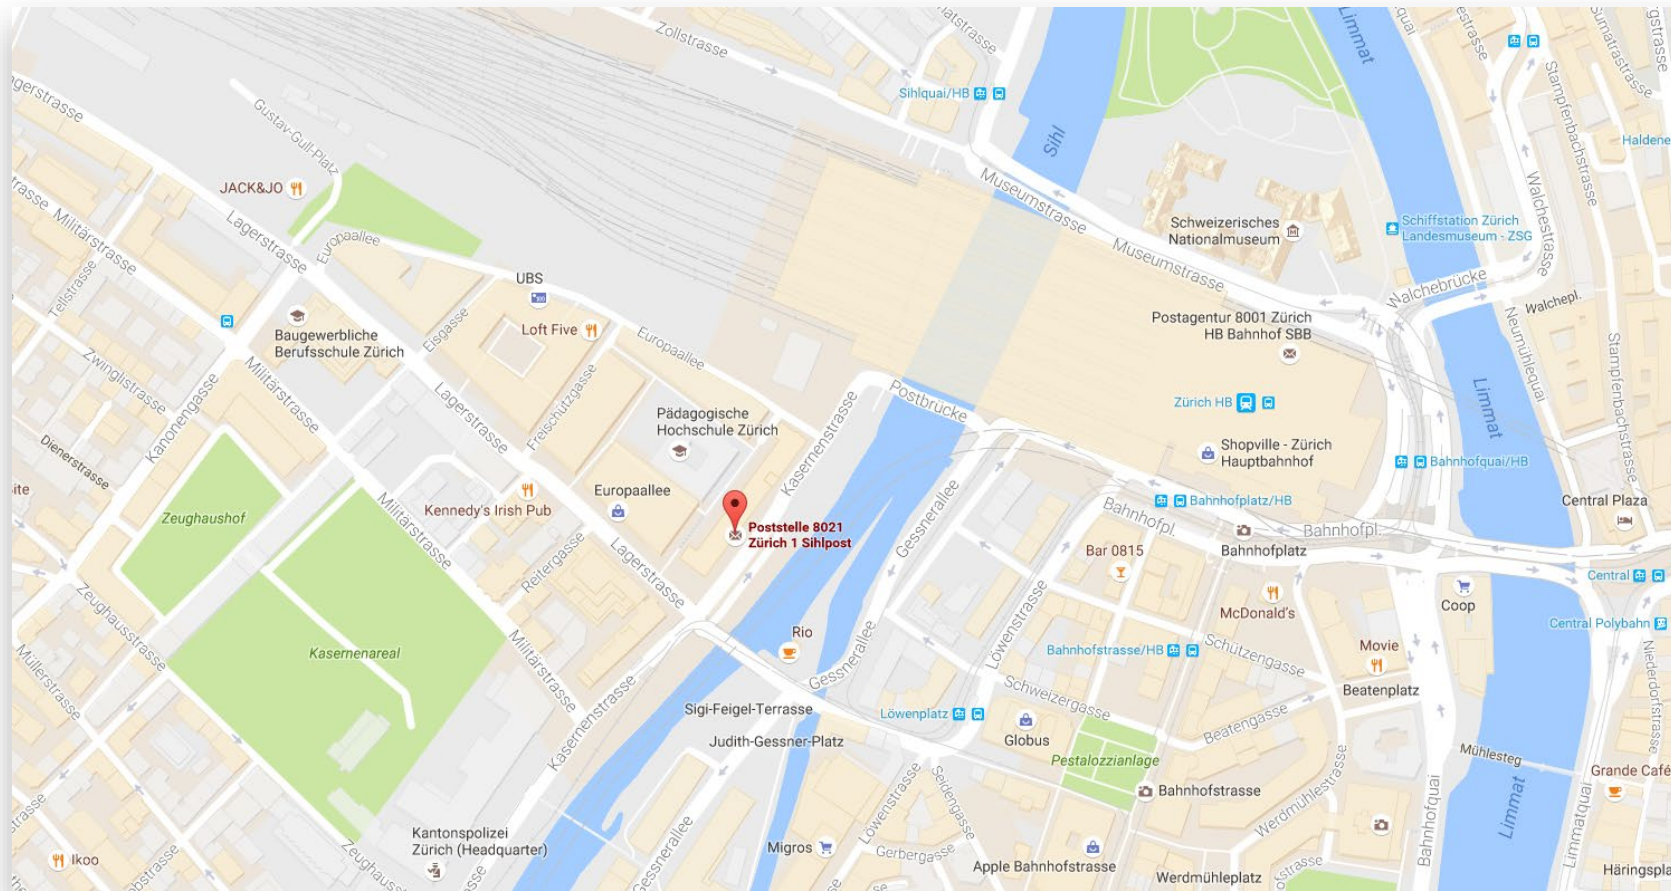 Zollstrasse
Limmat
Stampfenbachstrasse
Sihlquai/HB
Gustav-Gull-Platz
Sihl
Haldene
JACK&JO
Museumstrasse
Walchestrasse
Lagerstrasse
Militärstrasse
Europaallee
Schweizerisches
Nationalmuseum
Schiffstation Zürich
Landesmuseum - ZSG
Museumstrasse
Tellstrasse
UBS
Walchebrücke
Walchepl.
Baugewerbliche
Berufsschule Zürich
Eisgasse
Loft Five
Europaallee
Postagentur 8001 Zürich
HB Bahnhof SBB
Neumühlequai
Stampfenbachstrasse
Zwinglistrasse
Militärstrasse
Lagerstrasse
Freischützgasse
Pädagogische
Hochschule Zürich
Kasernenstrasse
Postbrücke
Zürich HB
Limmat
Kanonengasse
Dienerstrasse
Shopville - Zürich
Hauptbahnhof
Bahnhofquai/HB
Kennedy's Irish Pub
Europaallee
Bahnhofplatz/HB
Central Plaza
Zeughaushof
Militärstrasse
Poststelle 8021
Zürich 1 Sihlpost
Gessnerallee
Bahnhofpl.
Bahnhofplatz
Bahnhofpl.
Reitergasse
Lagerstrasse
Bar 0815
McDonald's
Coop
Central
Zeughausstrasse
Müllerstrasse
Kasernenareal
Militärstrasse
Rio
Gessnerallee
Löwenstrasse
Bahnhofstrasse/HB
Schützengasse
Movie
Central Polybahn
Beatenplatz
Niederdorfstrasse
Kasernenstrasse
Sigi-Feigel-Terrasse
Löwenplatz
Schweizergasse
Globus
Beatengasse
Judith-Gessner-Platz
Pestalozzianlage
Mühlesteg
Grande Café
Bahnhofstrasse
Werdmühlestrasse
Bahnhofquai
Limmat
Limmatquai
Kantonspolizei
Zürich (Headquarter)
Migros
Löwenstrasse
Seidengasse
Gerbergasse
Gessnerallee
Apple Bahnhofstrasse
Werdmühleplatz
Ikoo
Häringspla